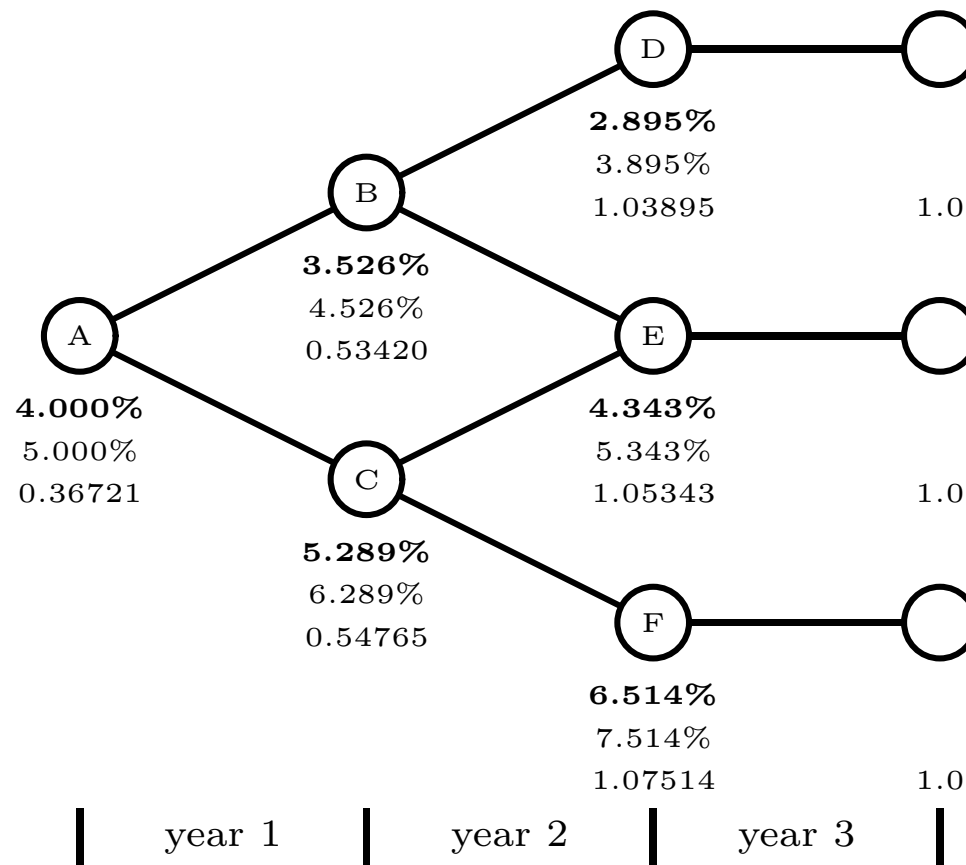 D
2.895%
3.895%
1.03895
1.0
B
3.526%
4.526%
0.53420
A
4.000%
5.000%
0.36721
E
4.343%
5.343%
1.05343
1.0
C
5.289%
6.289%
0.54765
F
6.514%
7.514%
1.07514
1.0
year 1
year 2
year 3